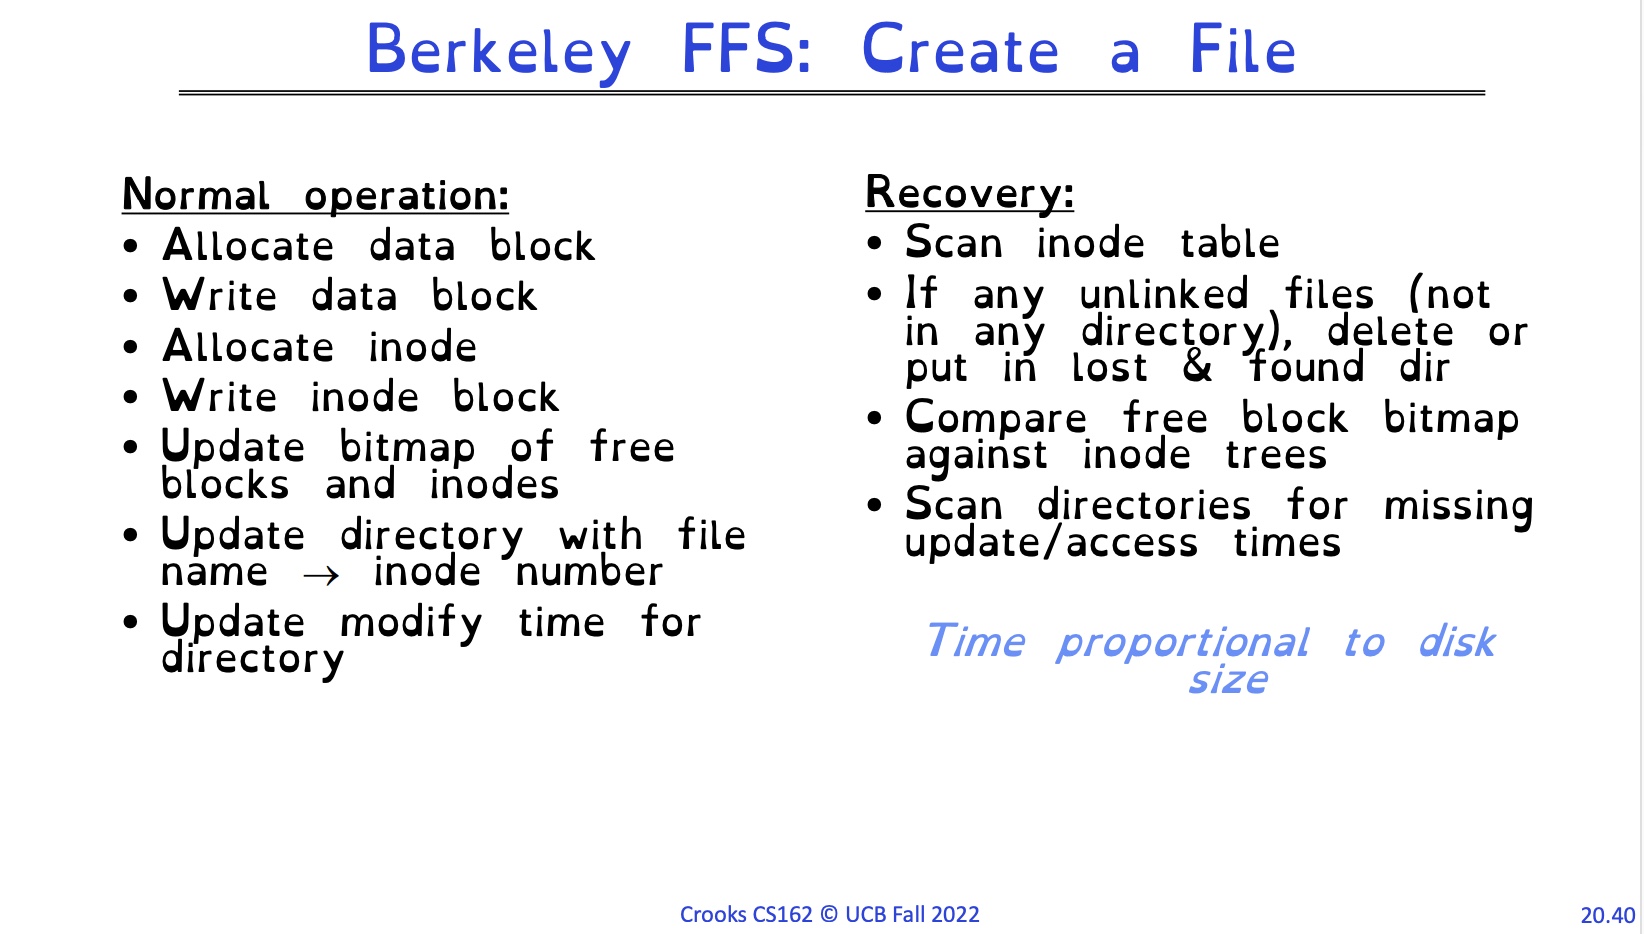 Berkeley FFS: Create a File
Normal operation:
• Allocate data block
• Write data block
• Allocate inode
• Write inode block
• Update bitmap of free
blocks and inodes
• Update directory with file
name → inode number
• Update modify time for
directory
Recovery:
• Scan inode table
• If any unlinked files (not
in any directory), delete or
put in lost & found dir
• Compare free block bitmap
against inode trees
• Scan directories for missing
update/access times
Time proportional to disk
size
Crooks CS162 © UCB Fall 2022
20.40